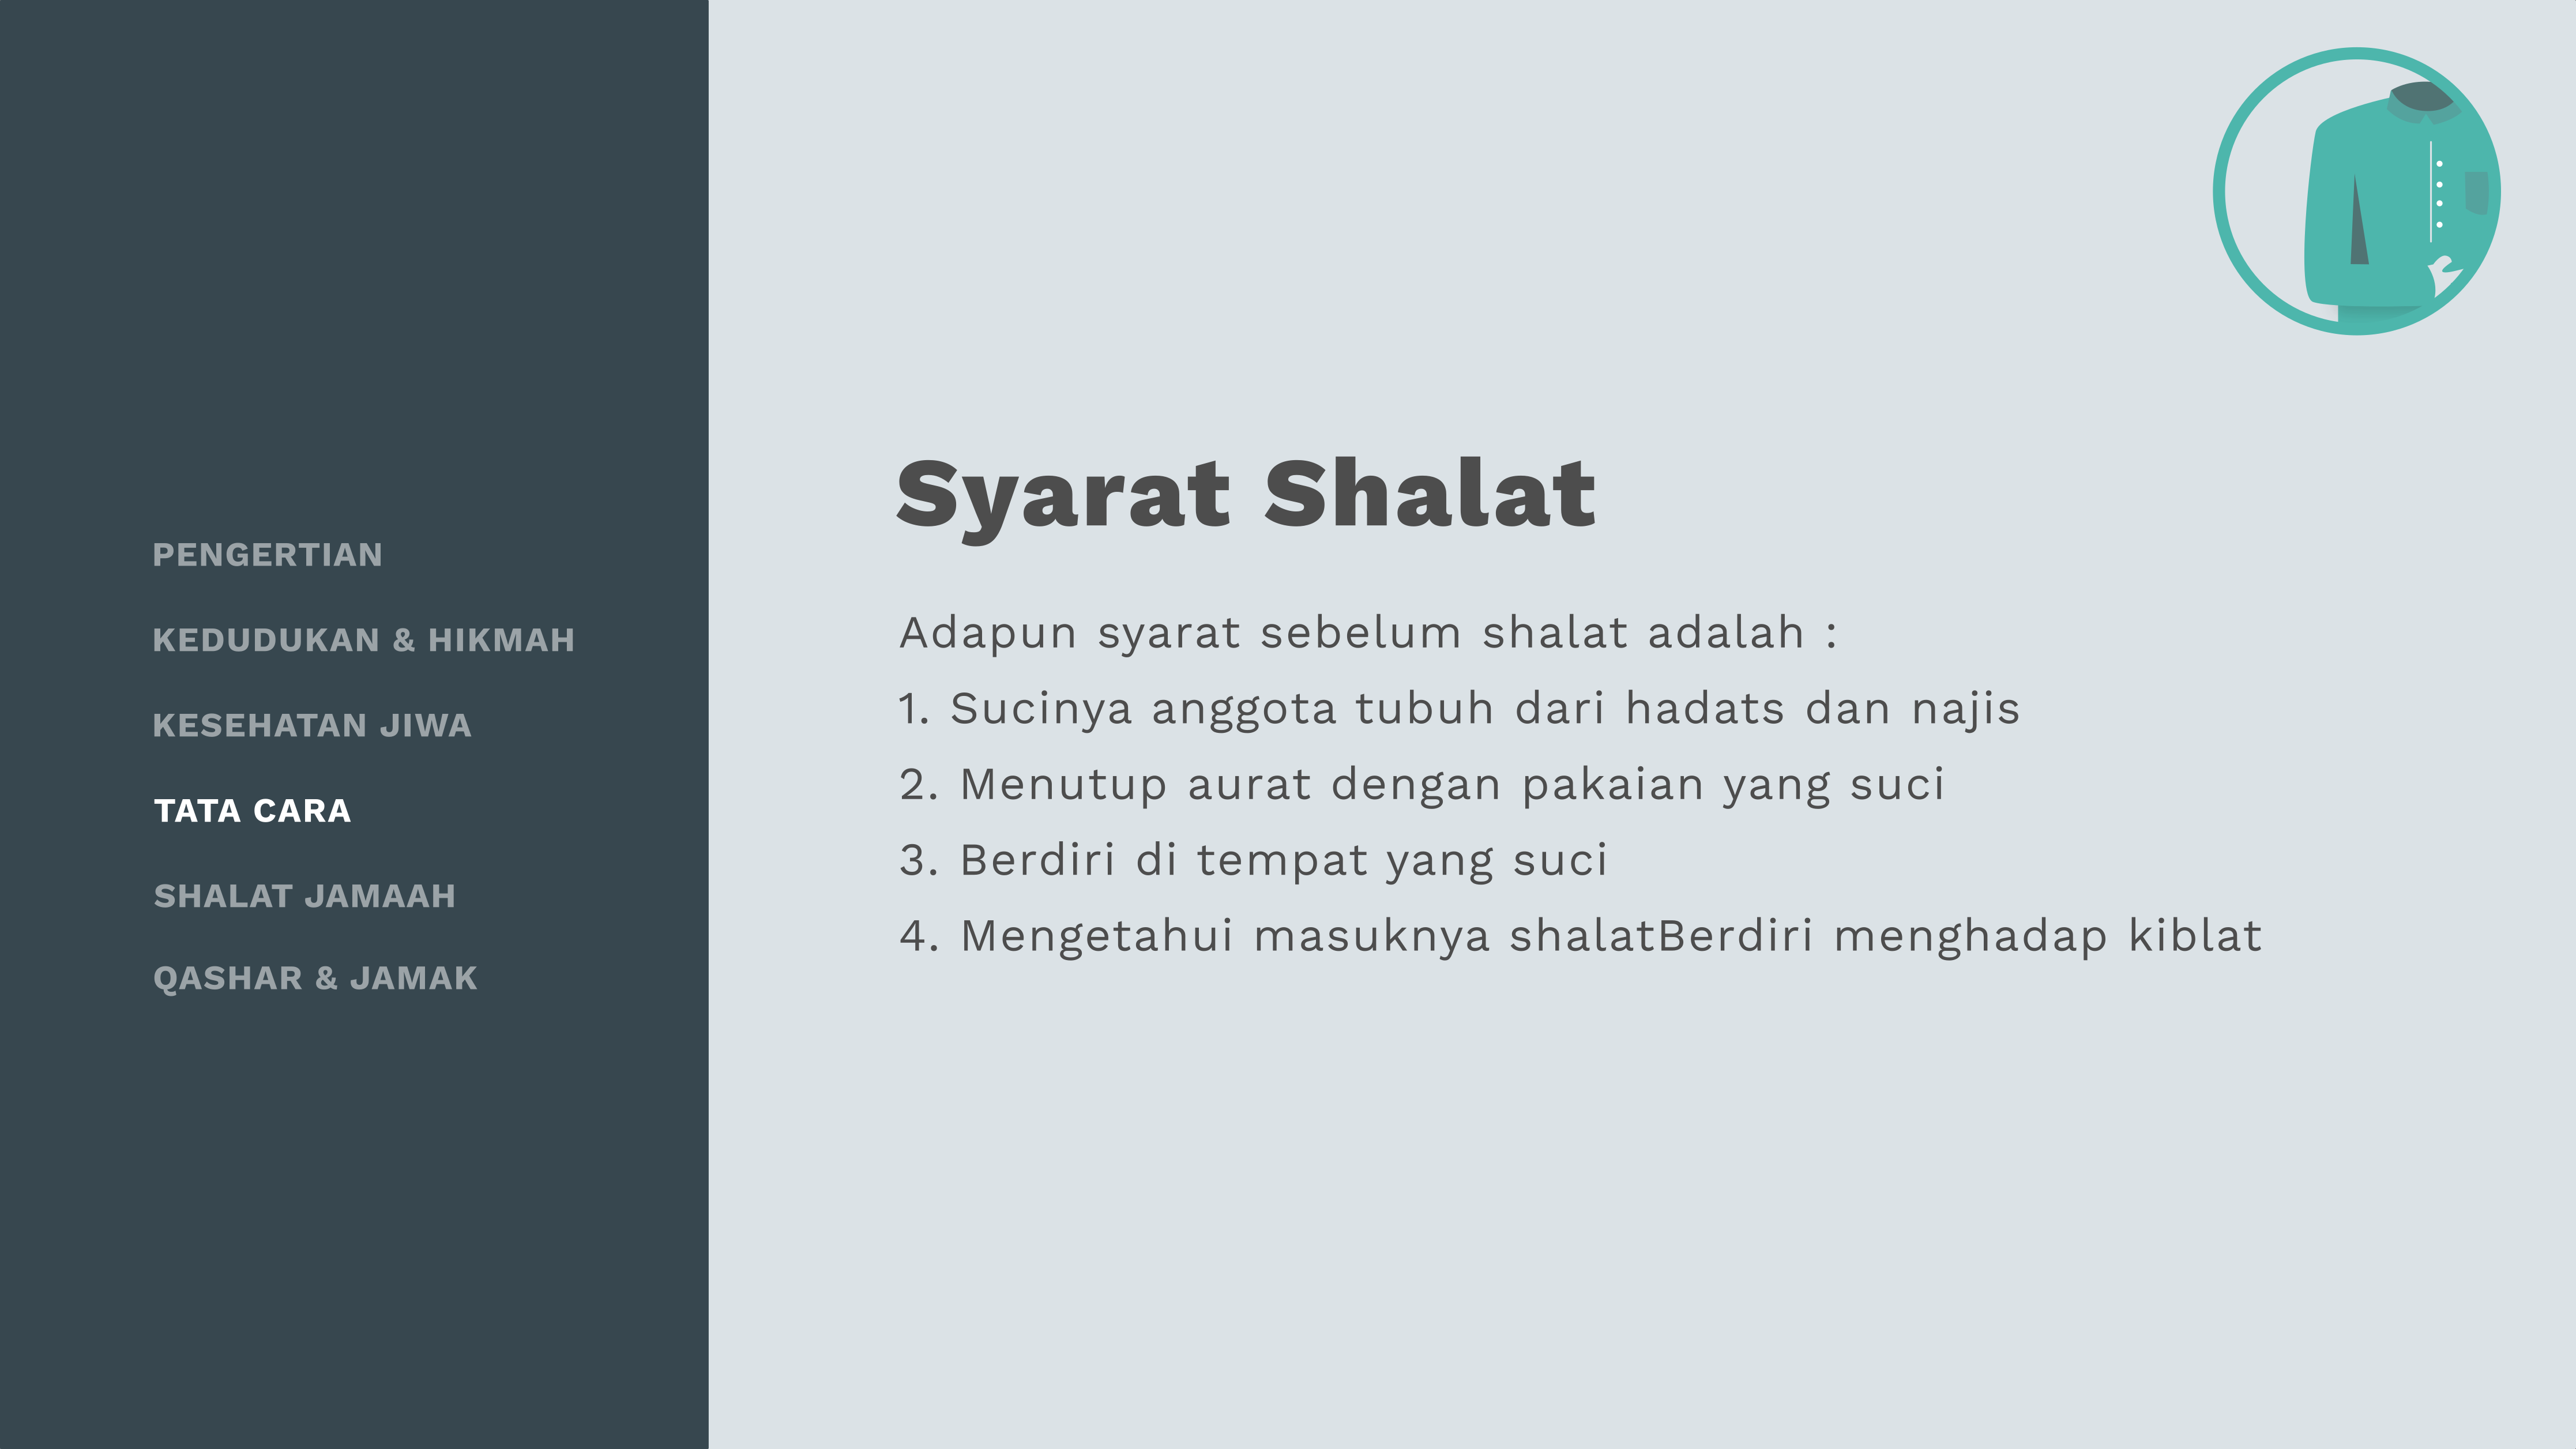 PENGERTIAN
KEDUDUKAN & HIKMAH
KESEHATAN JIWA
TATA CARA
SHALAT JAMAAH
QASHAR & JAMAK
Syarat Shalat
Adapun syarat sebelum shalat adalah :
1. Sucinya anggota tubuh dari hadats dan najis
2. Menutup aurat dengan pakaian yang suci
3. Berdiri di tempat yang suci
4. Mengetahui masuknya shalatBerdiri menghadap kiblat